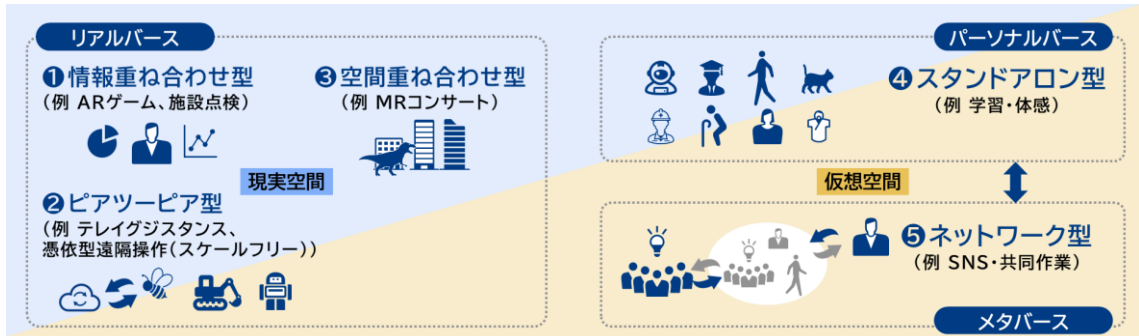 リアルバース
❶情報重ね合わせ型
(例 ARゲーム、施設点検)
❸空間重ね合わせ型
(例 MRコンサート)
現実空間
❷ピアツーピア型
(例 テレイグジスタンス、
憑依型遠隔操作(スケールフリー))
パーソナルバース
❹スタンドアロン型
(例 学習・体感)
仮想空間
❺ネットワーク型
(例 SNS・共同作業)
メタバース